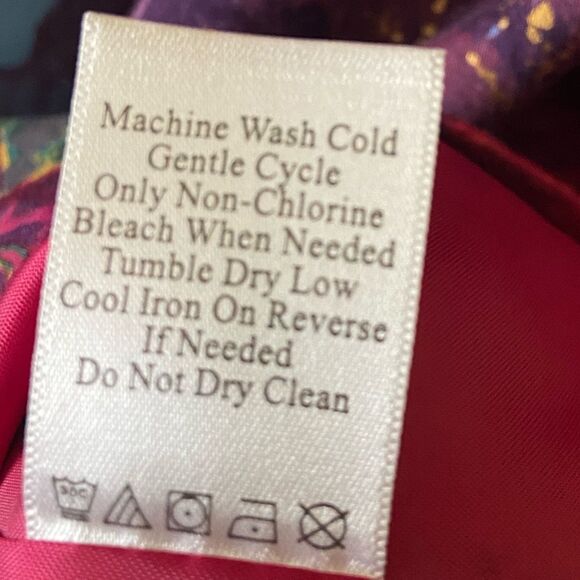 Machine Wash Cold
Gentle Cycle
Only Non-Chlorine
Bleach When Needed
Tumble Dry Low
Cool Iron On Reverse
If Needed
Do Not Dry Clean